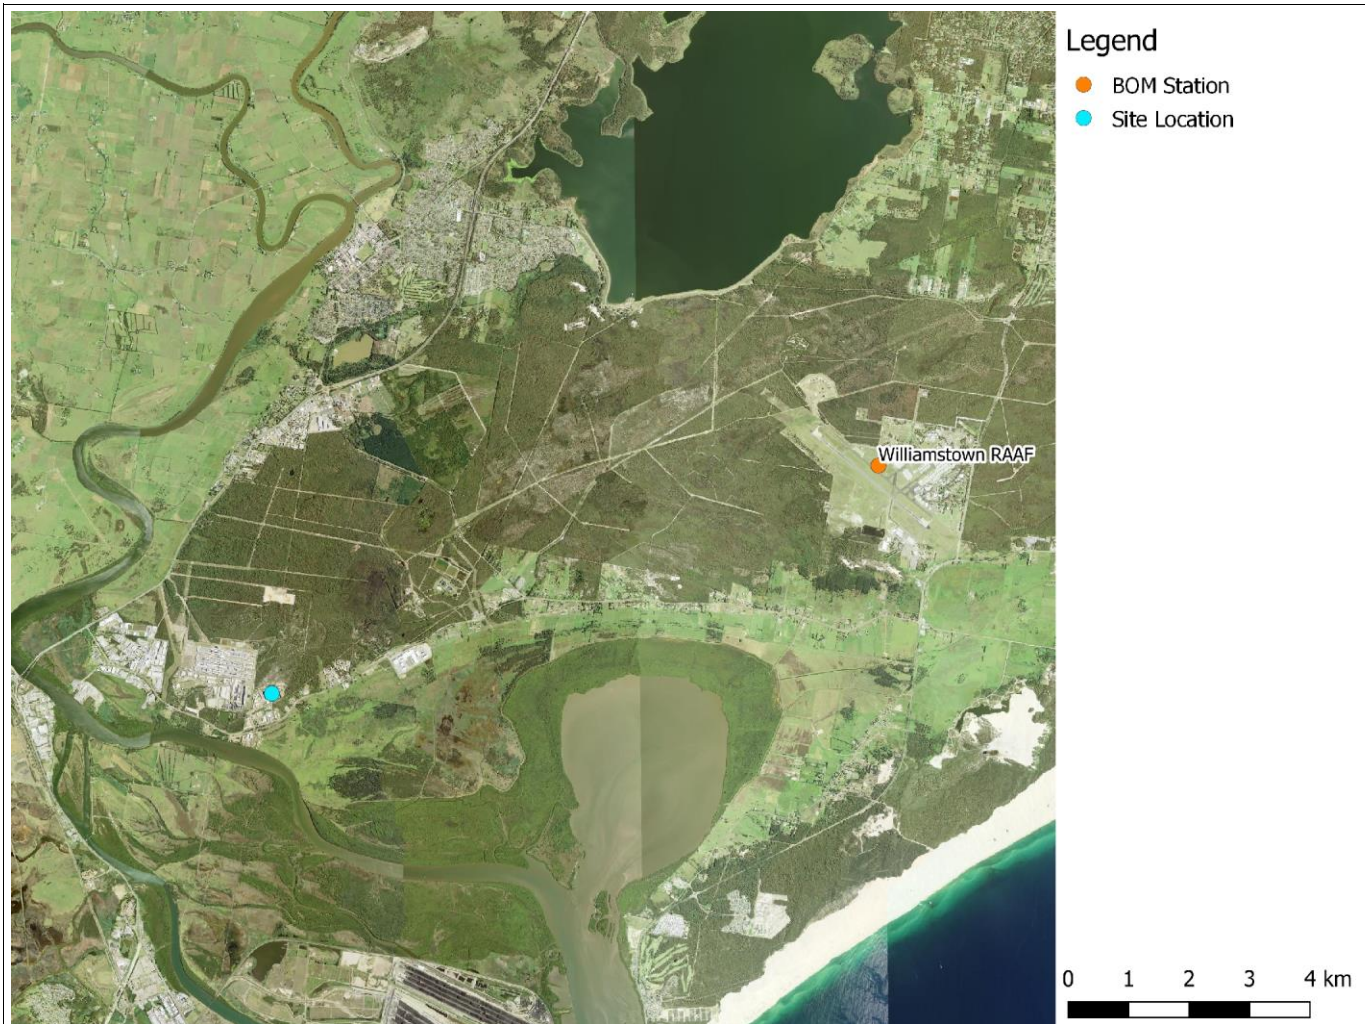 Legend
BOM Station
Site Location
Williamstown RAAF
0 1 2 3 4 km